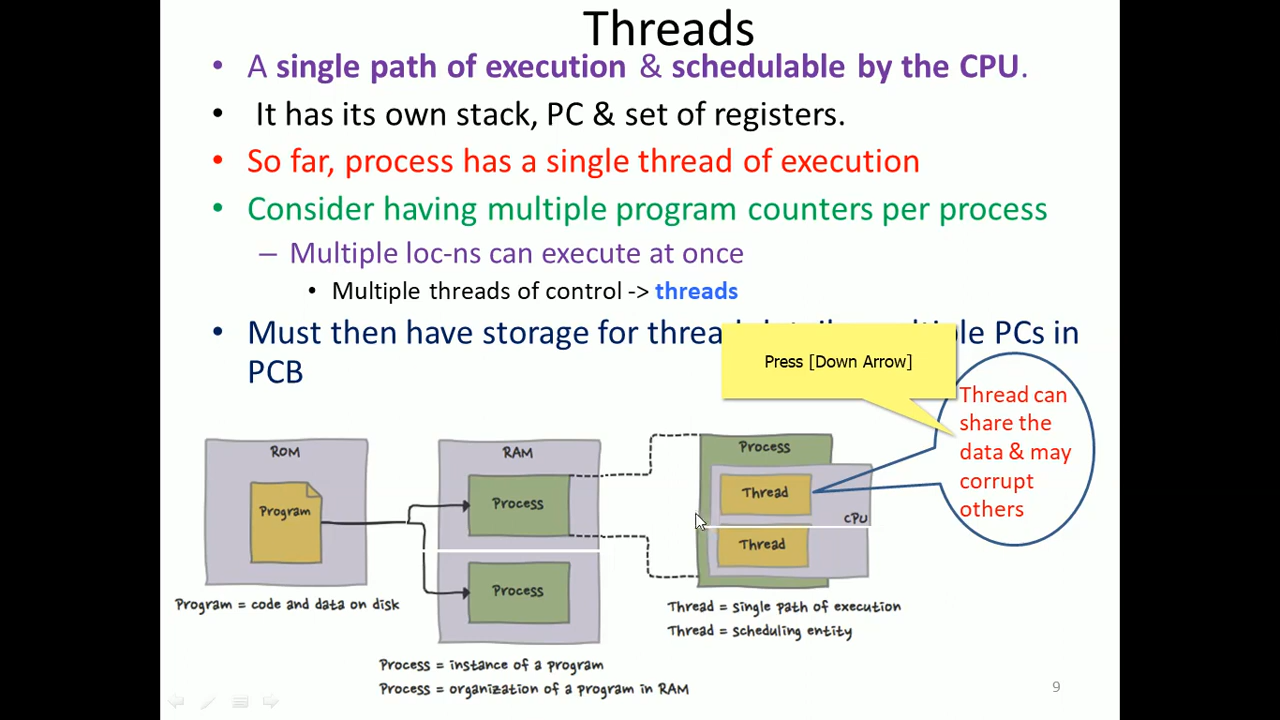 Threads
• A single path of execution & schedulable by the CPU.
• It has its own stack, PC & set of registers.
• So far, process has a single thread of execution
• Consider having multiple program counters per process
– Multiple loc-ns can execute at once
• Multiple threads of control -> threads
• Must then have storage for PCs in
PCB
Press [Down Arrow]
Thread can
share the
data & may
corrupt
others
ROM
Program
Program = code and data on disk
RAM
Process
Process
Process = instance of a program
Process = organization of a program in RAM
Process
Thread
CPU
Thread
Thread = single path of execution
Thread = scheduling entity
9